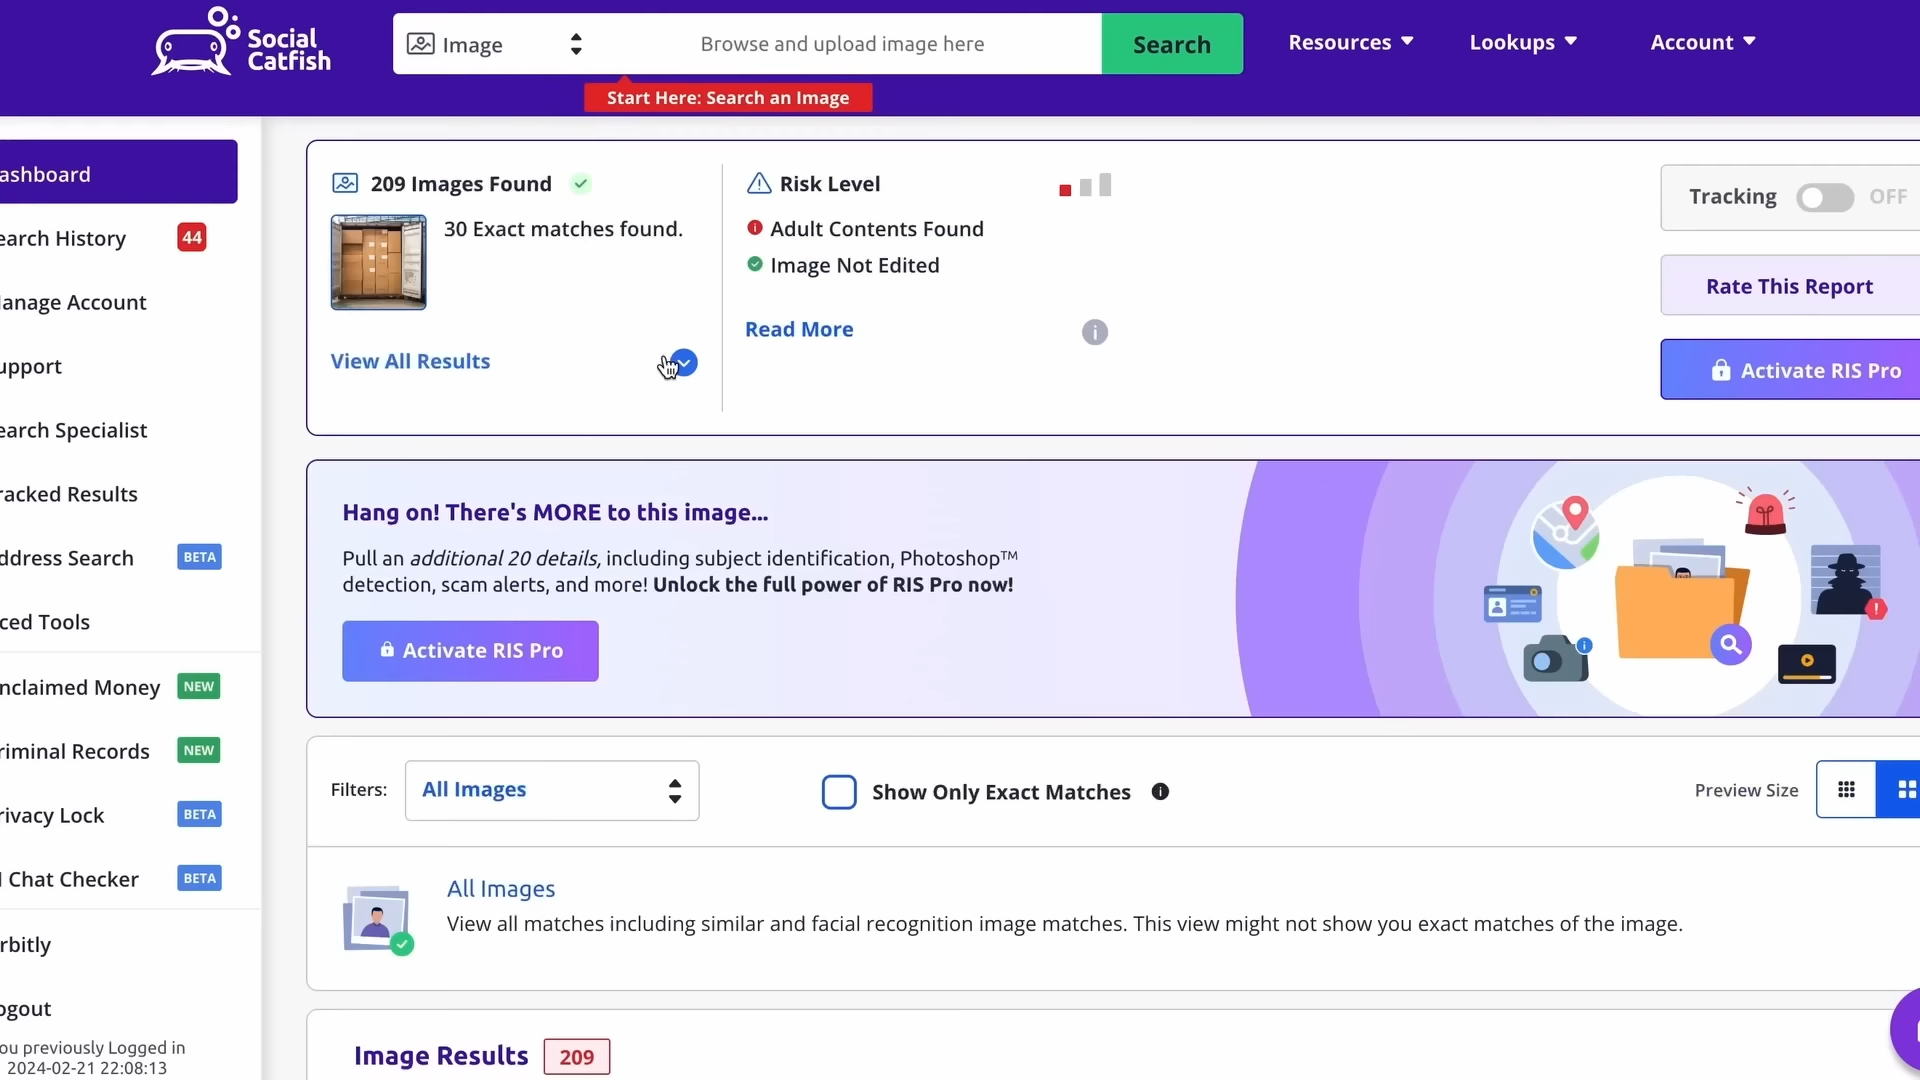 Social
Catfish
Image
Browse and upload image here
Search
Resources
Lookups
Account
Start Here: Search an Image
ashboard
earch History
44
anage Account
upport
earch Specialist
racked Results
ddress Search
BETA
ced Tools
nclaimed Money
NEW
riminal Records
NEW
rivacy Lock
BETA
I Chat Checker
BETA
rbitly
ogout
ou previously Logged in
2024-02-21 22:08:13
209 Images Found
30 Exact matches found.
View All Results
Risk Level
Adult Contents Found
Image Not Edited
Read More
Tracking
OFF
Rate This Report
Activate RIS Pro
Hang on! There's MORE to this image...
Pull an additional 20 details, including subject identification, Photoshop™
detection, scam alerts, and more! Unlock the full power of RIS Pro now!
Activate RIS Pro
Filters:
All Images
Show Only Exact Matches
Preview Size
All Images
View all matches including similar and facial recognition image matches. This view might not show you exact matches of the image.
Image Results
209